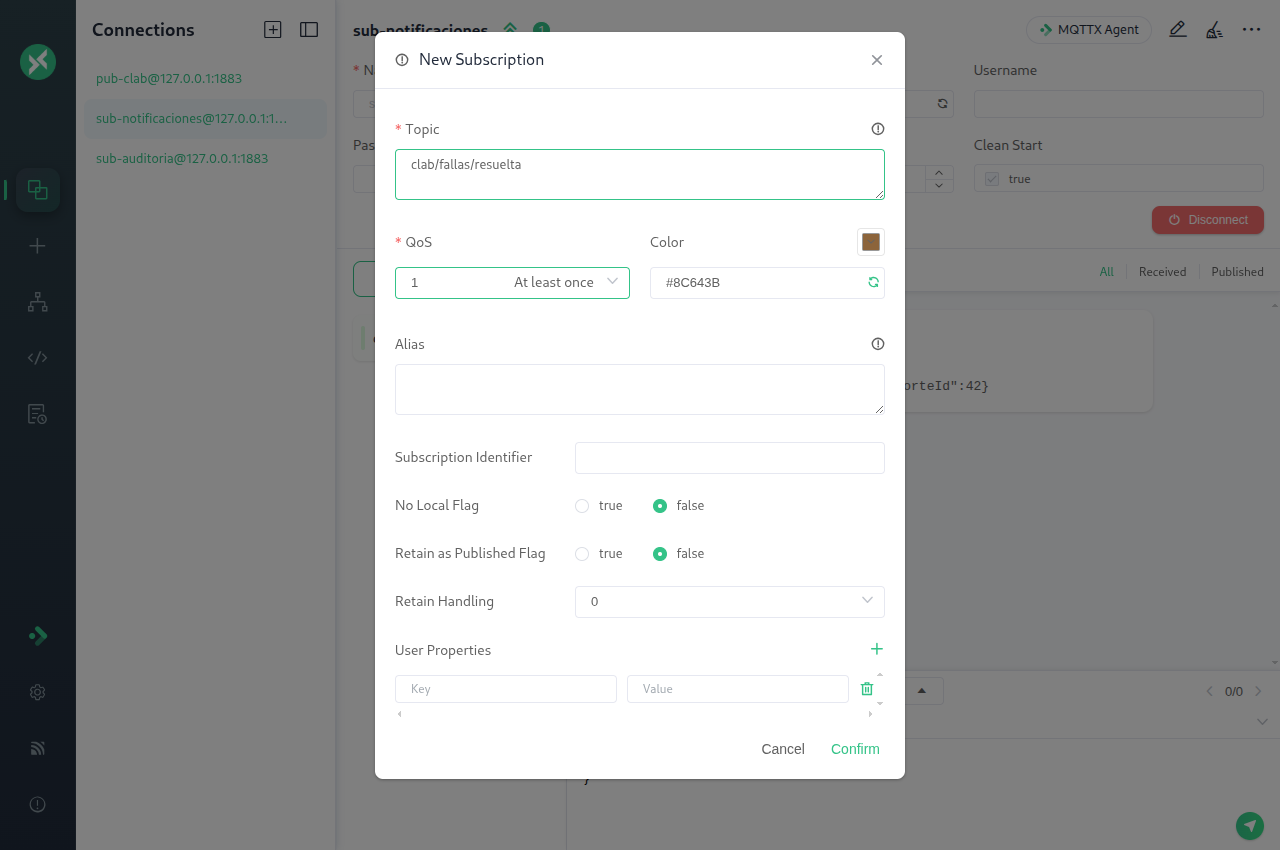 Connections
pub-clab@127.0.0.1:1883
sub-notificaciones@127.0.0.1:1...
sub-auditoria@127.0.0.1:1883
sub-notificaciones
1
MQTTX Agent
Username
Clean Start
true
Disconnect
All
Received
Published
orteId":42}
0/0
}
New Subscription
* Topic
clab/fallas/resuelta
* QoS
Color
1
At least once
#8C643B
Alias
Subscription Identifier
No Local Flag
true
false
Retain as Published Flag
true
false
Retain Handling
0
User Properties
Key
Value
Cancel
Confirm